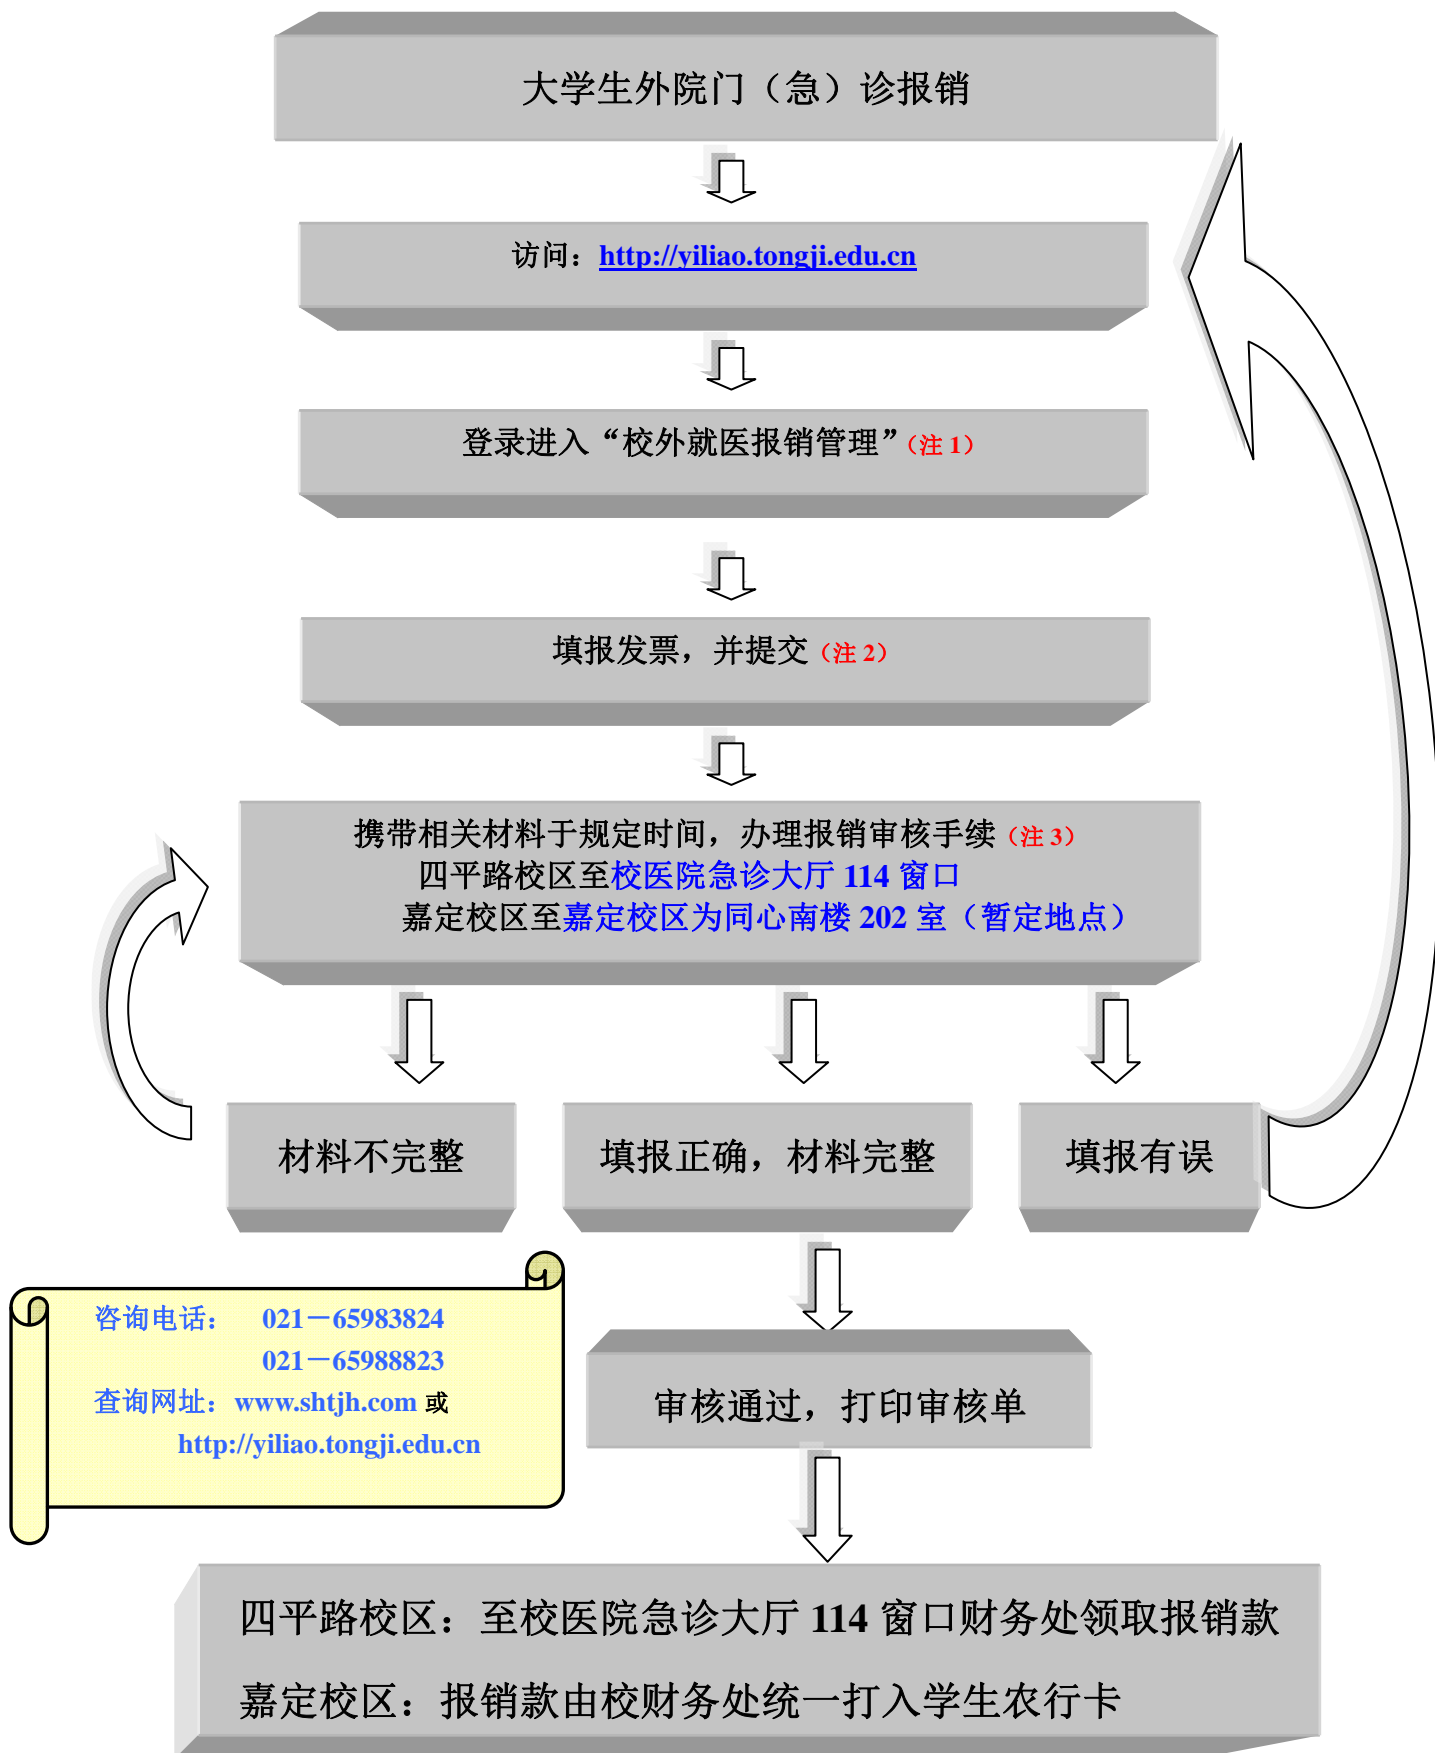 大学生外院门（急）诊报销
访问：http://yiliao.tongji.edu.cn
登录进入“校外就医报销管理”（注 1）
填报发票，并提交（注 2）
携带相关材料于规定时间，办理报销审核手续（注 3）
四平路校区至校医院急诊大厅 114 窗口
嘉定校区至嘉定校区为同心南楼 202 室（暂定地点）
材料不完整
填报正确，材料完整
填报有误
咨询电话： 021－65983824
021－65988823
查询网址：www.shtjh.com 或
http://yiliao.tongji.edu.cn
审核通过，打印审核单
四平路校区：至校医院急诊大厅 114 窗口财务处领取报销款
嘉定校区：报销款由校财务处统一打入学生农行卡